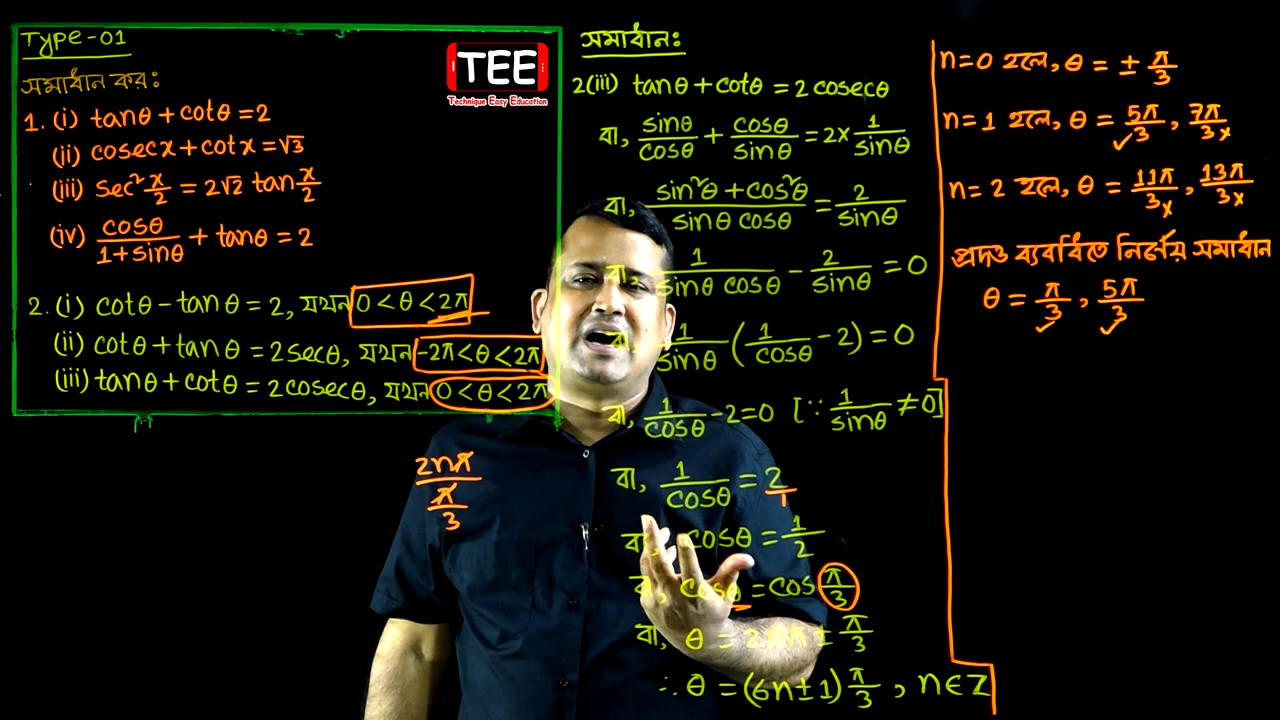 Type-01
সমাধান কর:
1. (i) tanθ + cotθ = 2
(ii) cosecx + cotx = √3
(iii) sec² x/2 = 2√2 tan x/2
(iv) cosθ/(1+sinθ) + tanθ = 2
2. (i) cotθ - tanθ = 2, যখন 0 < θ < 2π
(ii) cotθ + tanθ = 2secθ, যখন -2π < θ < 2π
(iii) tanθ + cotθ = 2cosecθ, যখন 0 < θ < 2π
TEE
Technique Easy Education
2nπ/(π/3)
সমাধান:
2(iii) tanθ + cotθ = 2 cosecθ
বা, sinθ/cosθ + cosθ/sinθ = 2× 1/sinθ
বা, (sin²θ + cos²θ)/(sinθ cosθ) = 2/sinθ
বা, 1/(sinθ cosθ) - 2/sinθ = 0
বা, 1/sinθ (1/cosθ - 2) = 0
বা, 1/cosθ - 2 = 0 [∵ 1/sinθ ≠ 0]
বা, 1/cosθ = 2/1
বা, cosθ = 1/2
বা, cosθ = cos π/3
বা, θ = 2nπ ± π/3
∴ θ = (6n±1) π/3 , n∈Z
n=0 হলে, θ = ± π/3
n=1 হলে, θ = 5π/3 ✓, 7π/3 ×
n=2 হলে, θ = 11π/3 ×, 13π/3 ×
প্রদত্ত ব্যবধিতে নির্ণেয় সমাধান
θ = π/3 ✓, 5π/3 ✓